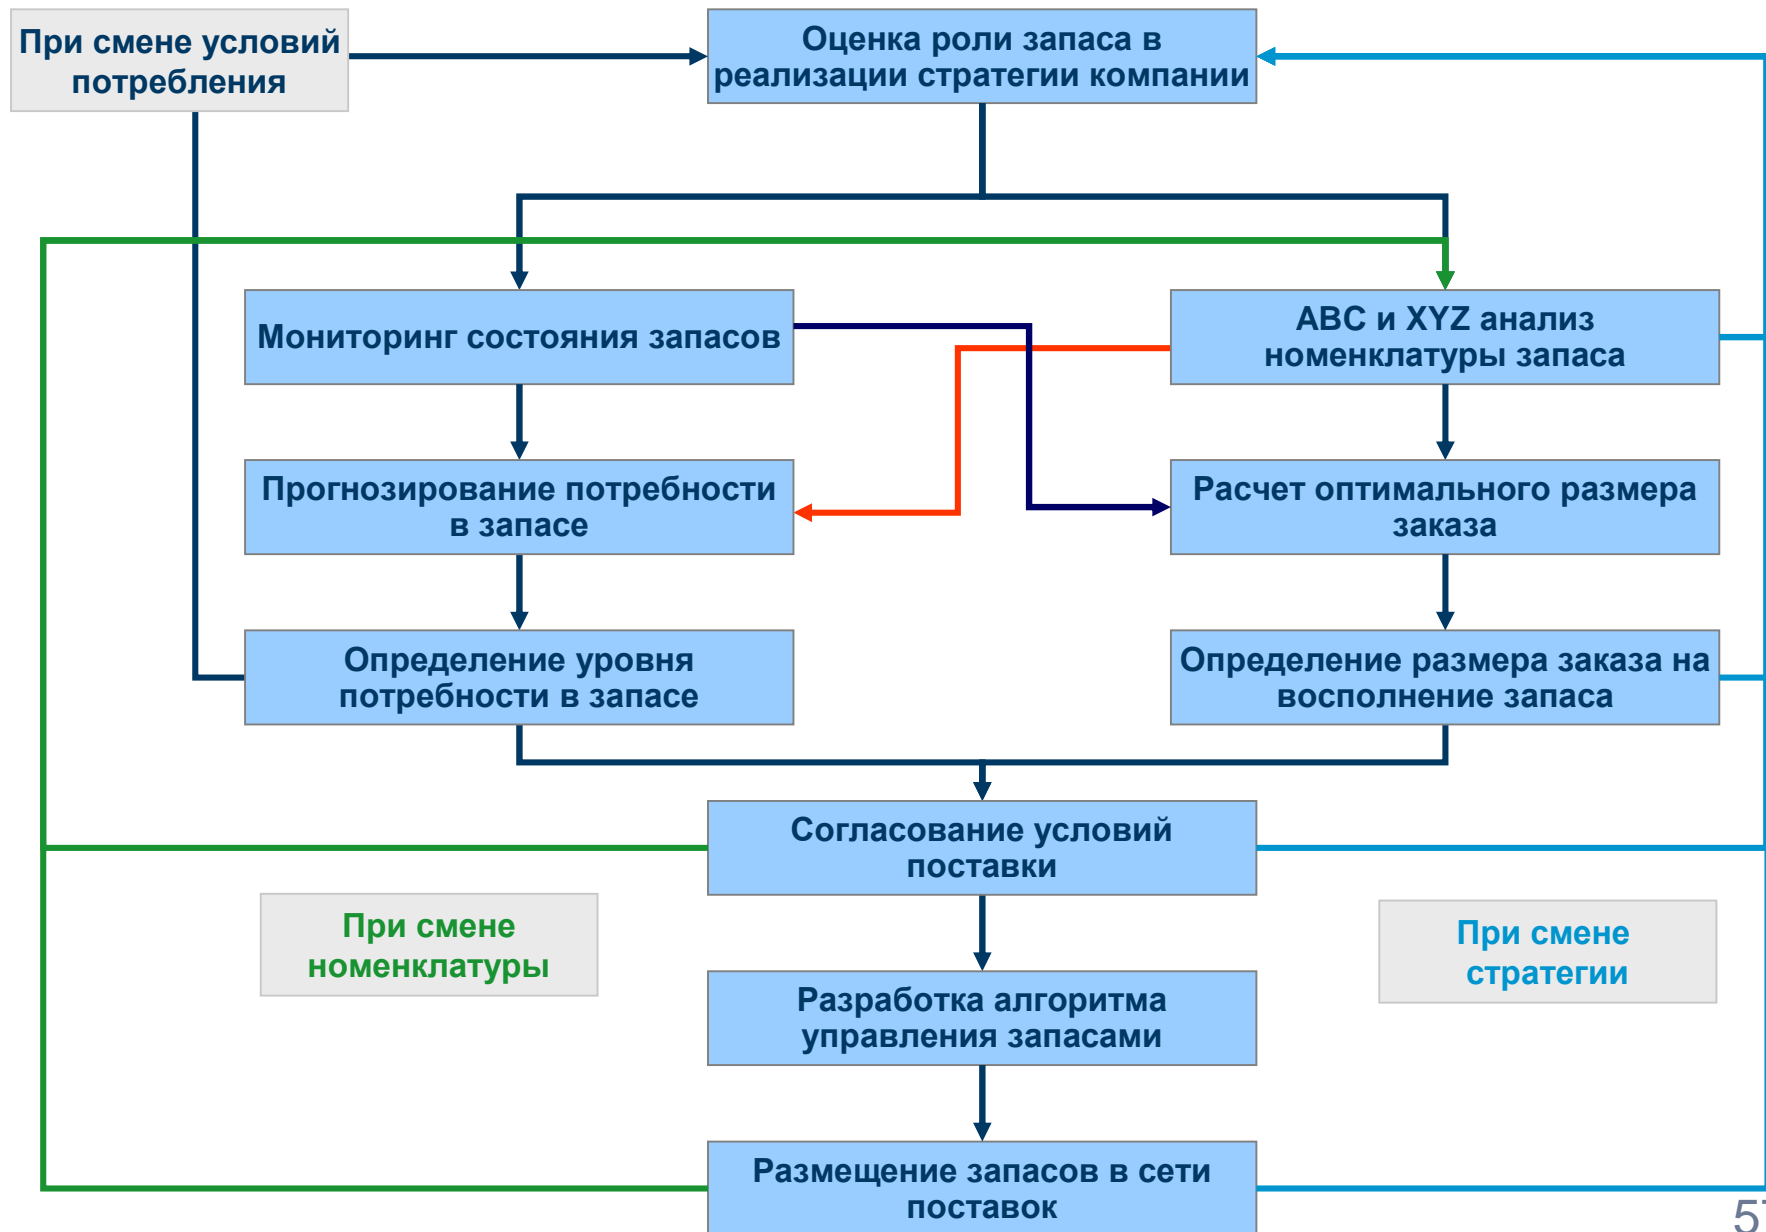 При смене условий
потребления
Оценка роли запаса в
реализации стратегии компании
Мониторинг состояния запасов
ABC и XYZ анализ
номенклатуры запаса
Прогнозирование потребности
в запасе
Расчет оптимального размера
заказа
Определение уровня
потребности в запасе
Определение размера заказа на
восполнение запаса
Согласование условий
поставки
При смене
номенклатуры
При смене
стратегии
Разработка алгоритма
управления запасами
Размещение запасов в сети
поставок
57